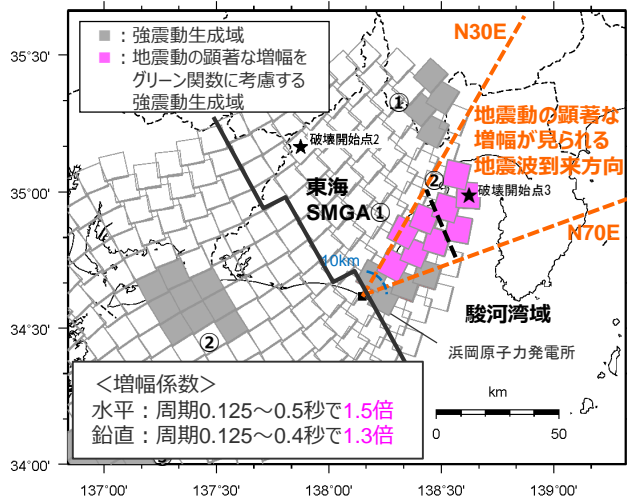 ：強震動生成域
：地震動の顕著な増幅を
グリーン関数に考慮する
強震動生成域
N30E
地震動の顕著な
増幅が見られる
地震波到来方向
N70E
①
破壊開始点2
東海
SMGA①
②
破壊開始点3
10km
駿河湾域
浜岡原子力発電所
②
＜増幅係数＞
水平：周期0.125～0.5秒で1.5倍
鉛直：周期0.125～0.4秒で1.3倍
km
0 50
35°30'
35°00'
34°30'
34°00'
137°00' 137°30' 138°00' 138°30' 139°00'